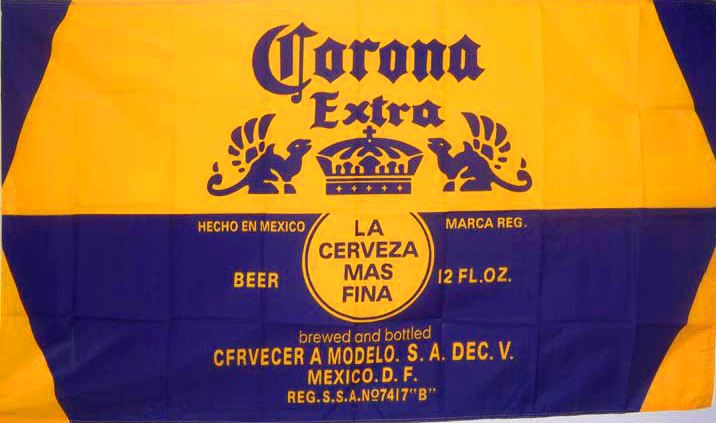 Corona
Extra
HECHO EN MEXICO
MARCA REG.
LA
CERVEZA
MAS
FINA
BEER
12 FL.OZ.
brewed and bottled
CFRVECER A MODELO. S. A. DEC. V.
MEXICO. D. F.
REG.S.S.A.Nº7417"B"